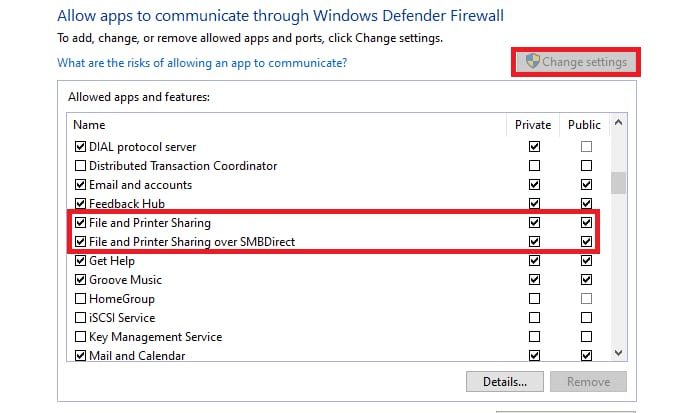 Allow apps to communicate through Windows Defender Firewall
To add, change, or remove allowed apps and ports, click Change settings.
What are the risks of allowing an app to communicate?
Change settings
Allowed apps and features:
Name Private Public
DIAL protocol server
Distributed Transaction Coordinator
Email and accounts
Feedback Hub
File and Printer Sharing
File and Printer Sharing over SMBDirect
Get Help
Groove Music
HomeGroup
iSCSI Service
Key Management Service
Mail and Calendar
Details...
Remove